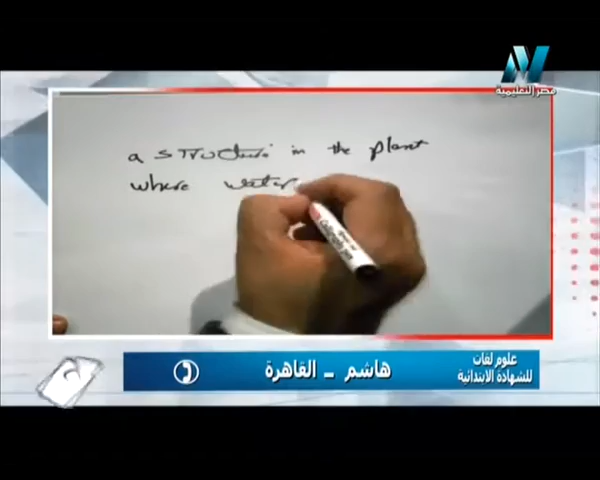 مصر التعليمية
a structure in the plant
where water
علوم لغات
للشهادة الابتدائية
هاشم - القاهرة